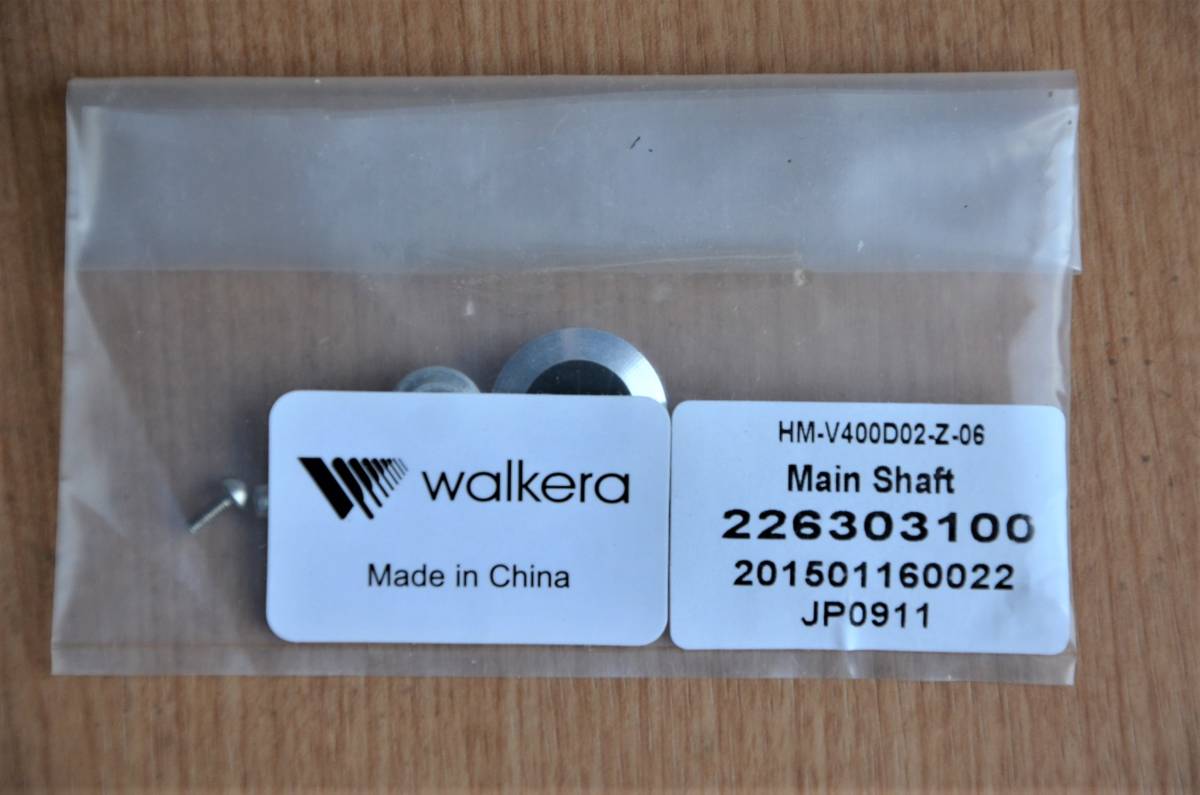 walkera
Made in China
HM-V400D02-Z-06
Main Shaft
226303100
201501160022
JP0911